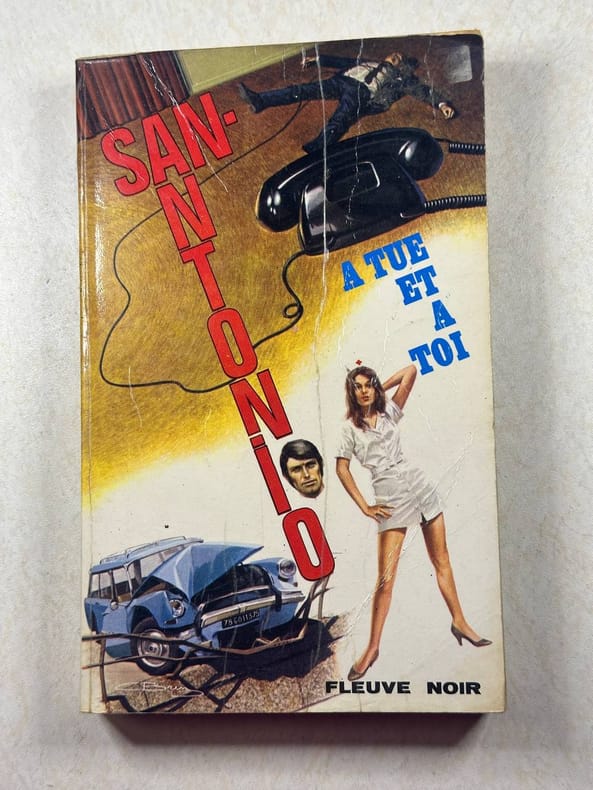 SAN-
ANTONiO
A TUE
ET
A
TOI
FLEUVE NOIR